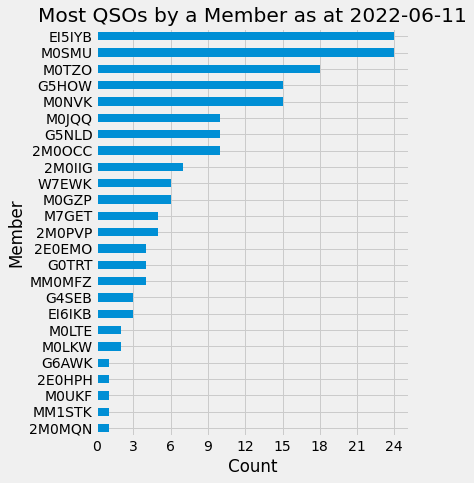 Most QSOs by a Member as at 2022-06-11
EI5IYB
M0SMU
M0TZO
G5HOW
M0NVK
M0JQQ
G5NLD
2M0OCC
2M0IIG
W7EWK
M0GZP
M7GET
2M0PVP
2E0EMO
G0TRT
MM0MFZ
G4SEB
EI6IKB
M0LTE
M0LKW
G6AWK
2E0HPH
M0UKF
MM1STK
2M0MQN
Member
0 3 6 9 12 15 18 21 24
Count